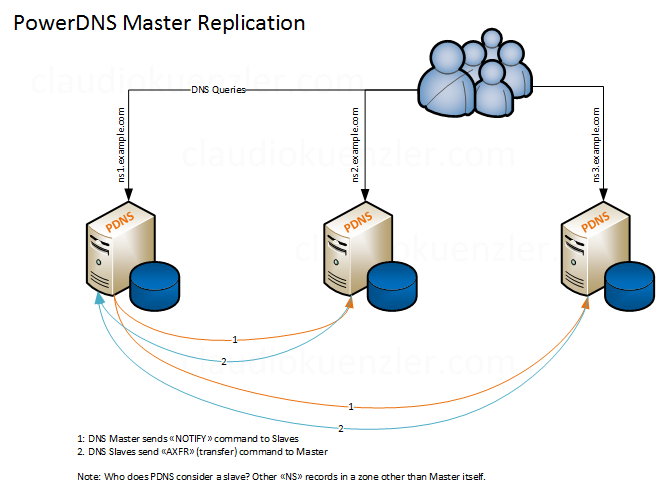 PowerDNS Master Replication
claudiokuenzler.com
DNS Queries
ns1.example.com
ns2.example.com
ns3.example.com
claudiokuenzler.com
PDNS
PDNS
PDNS
claudiokuenzler.com
1
2
claudiokuenzler.com
1
2
1: DNS Master sends «NOTIFY» command to Slaves
2. DNS Slaves send «AXFR» (transfer) command to Master
Note: Who does PDNS consider a slave? Other «NS» records in a zone other than Master itself.